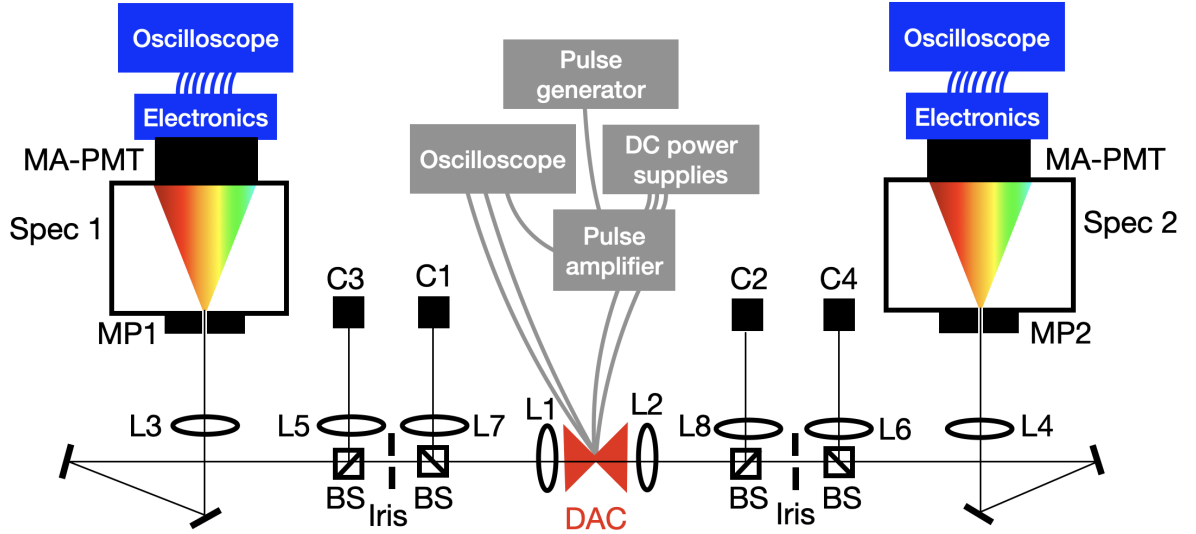 Oscilloscope
Electronics
MA-PMT
Spec 1
MP1
L3
C3
C1
L5
L7
BS
Iris
BS
Pulse
generator
Oscilloscope
DC power
supplies
Pulse
amplifier
L1
L2
DAC
C2
C4
L8
L6
BS
Iris
BS
Oscilloscope
Electronics
MA-PMT
Spec 2
MP2
L4